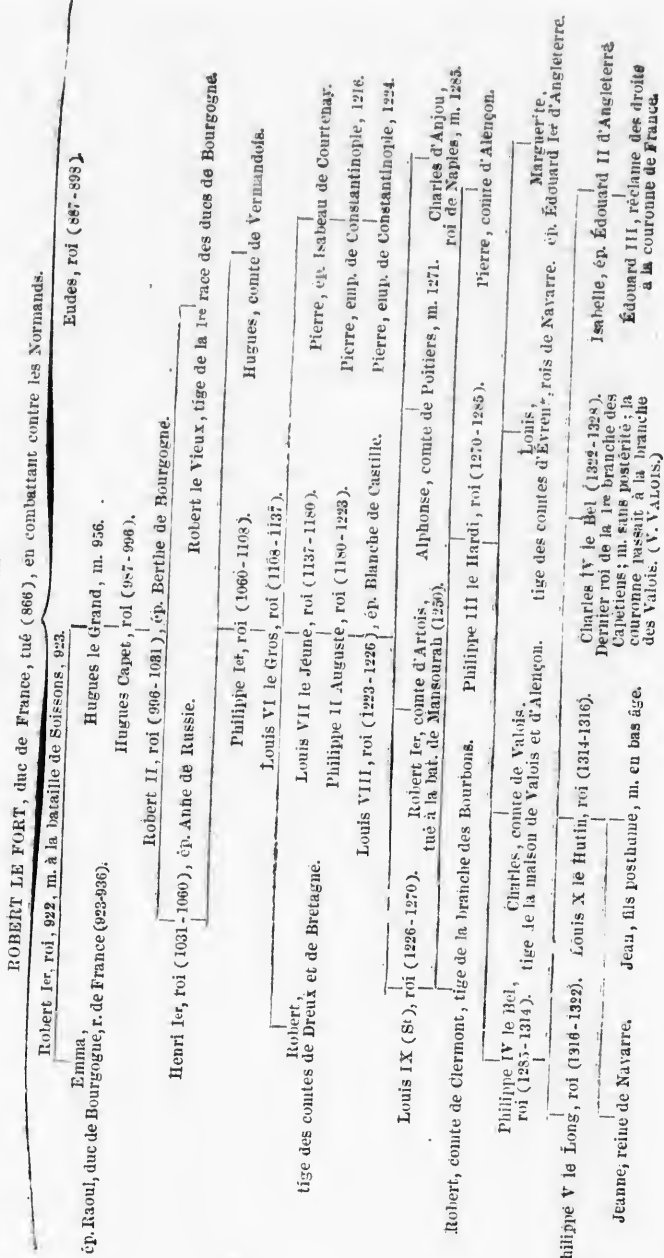 ROBERT LE FORT, duc de France, tué (866), en combattant contre les Normands.
Robert Ier, roi, 922, m. à la bataille de Soissons, 923.
Eudes, roi (887-898).
Emma,
ép. Raoul, duc de Bourgogne, r. de France (923-936).
Hugues le Grand, m. 956.
Hugues Capet, roi (987-996).
Robert II, roi (996-1031), ép. Berthe de Bourgogne.
Henri Ier, roi (1031-1060), ép. Anne de Russie.
Robert le Vieux, tige de la 1re race des ducs de Bourgogne.
Philippe Ier, roi (1060-1108).
Hugues, comte de Vermandois.
Louis VI le Gros, roi (1108-1137).
Robert,
tige des comtes de Dreux et de Bretagne.
Louis VII le Jeune, roi (1137-1180).
Pierre, ép. Isabeau de Courtenay.
Philippe II Auguste, roi (1180-1223).
Pierre, emp. de Constantinople, 1216.
Louis VIII, roi (1223-1226), ép. Blanche de Castille.
Pierre, emp. de Constantinople, 1224.
Louis IX (St), roi (1226-1270).
Robert Ier, comte d'Artois,
tué à la bat. de Mansourah (1250).
Alphonse, comte de Poitiers, m. 1271.
Charles d'Anjou,
roi de Naples, m. 1285.
Robert, comte de Clermont, tige de la branche des Bourbons.
Philippe III le Hardi, roi (1270-1285).
Pierre, comte d'Alençon.
Philippe IV le Bel,
roi (1285-1314).
Charles, comte de Valois,
tige de la maison de Valois et d'Alençon.
Louis,
tige des comtes d'Évreux, rois de Navarre.
Marguerite,
ép. Édouard Ier d'Angleterre.
hilippe V le Long, roi (1316-1322).
Louis X le Hutin, roi (1314-1316).
Charles IV le Bel (1322-1328).
Dernier roi de la 1re branche des
Capétiens; m. sans postérité; la
couronne passait à la branche
des Valois. (V. VALOIS.)
Isabelle, ép. Édouard II d'Angleterre
Jeanne, reine de Navarre.
Jean, fils posthume, m. en bas âge.
Édouard III, réclame des droits
à la couronne de France.